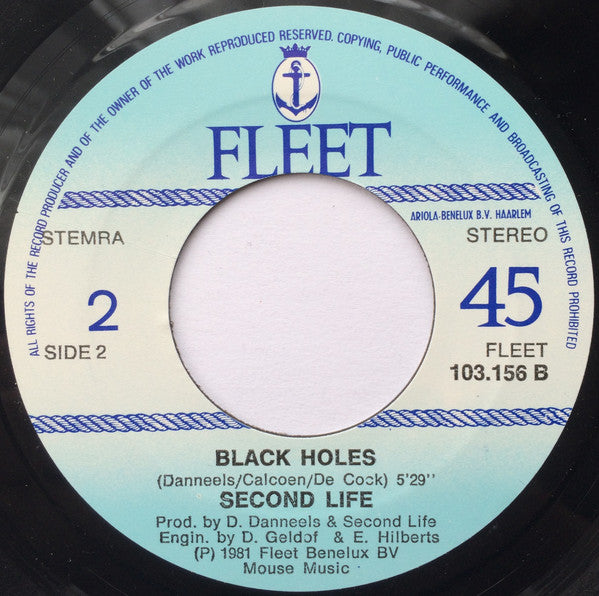 ALL RIGHTS OF THE RECORD PRODUCER AND OF THE OWNER OF THE WORK REPRODUCED RESERVED. COPYING, PUBLIC PERFORMANCE AND BROADCASTING OF THIS RECORD PROHIBITED
FLEET
ARIOLA-BENELUX B.V. HAARLEM
STEMRA
STEREO
2
45
SIDE 2
FLEET
103.156 B
BLACK HOLES
(Danneels/Calcoen/De Cock) 5'29''
SECOND LIFE
Prod. by D. Danneels & Second Life
Engin. by D. Geldof & E. Hilberts
(P) 1981 Fleet Benelux BV
Mouse Music